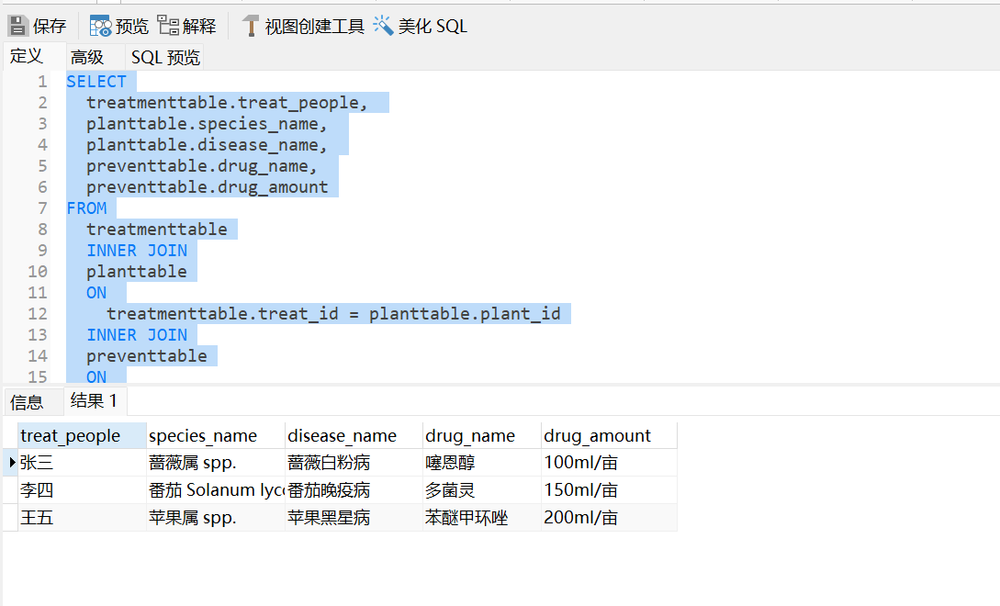 保存 预览 解释 视图创建工具 美化 SQL
定义 高级 SQL 预览
1 SELECT
2 treatmenttable.treat_people,
3 planttable.species_name,
4 planttable.disease_name,
5 preventtable.drug_name,
6 preventtable.drug_amount
7 FROM
8 treatmenttable
9 INNER JOIN
10 planttable
11 ON
12 treatmenttable.treat_id = planttable.plant_id
13 INNER JOIN
14 preventtable
15 ON
信息 结果 1
treat_people species_name disease_name drug_name drug_amount
张三 蔷薇属 spp. 蔷薇白粉病 噻恩醇 100ml/亩
李四 番茄 Solanum lyc 番茄晚疫病 多菌灵 150ml/亩
王五 苹果属 spp. 苹果黑星病 苯醚甲环唑 200ml/亩